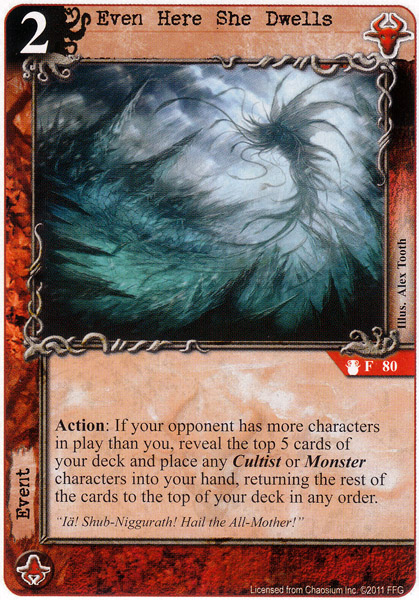 2
Even Here She Dwells
Illus. Alex Tooth
F 80
Event
Action: If your opponent has more characters
in play than you, reveal the top 5 cards of
your deck and place any Cultist or Monster
characters into your hand, returning the rest of
the cards to the top of your deck in any order.
“Iä! Shub-Niggurath! Hail the All-Mother!”
Licensed from Chaosium Inc. ©2011 FFG